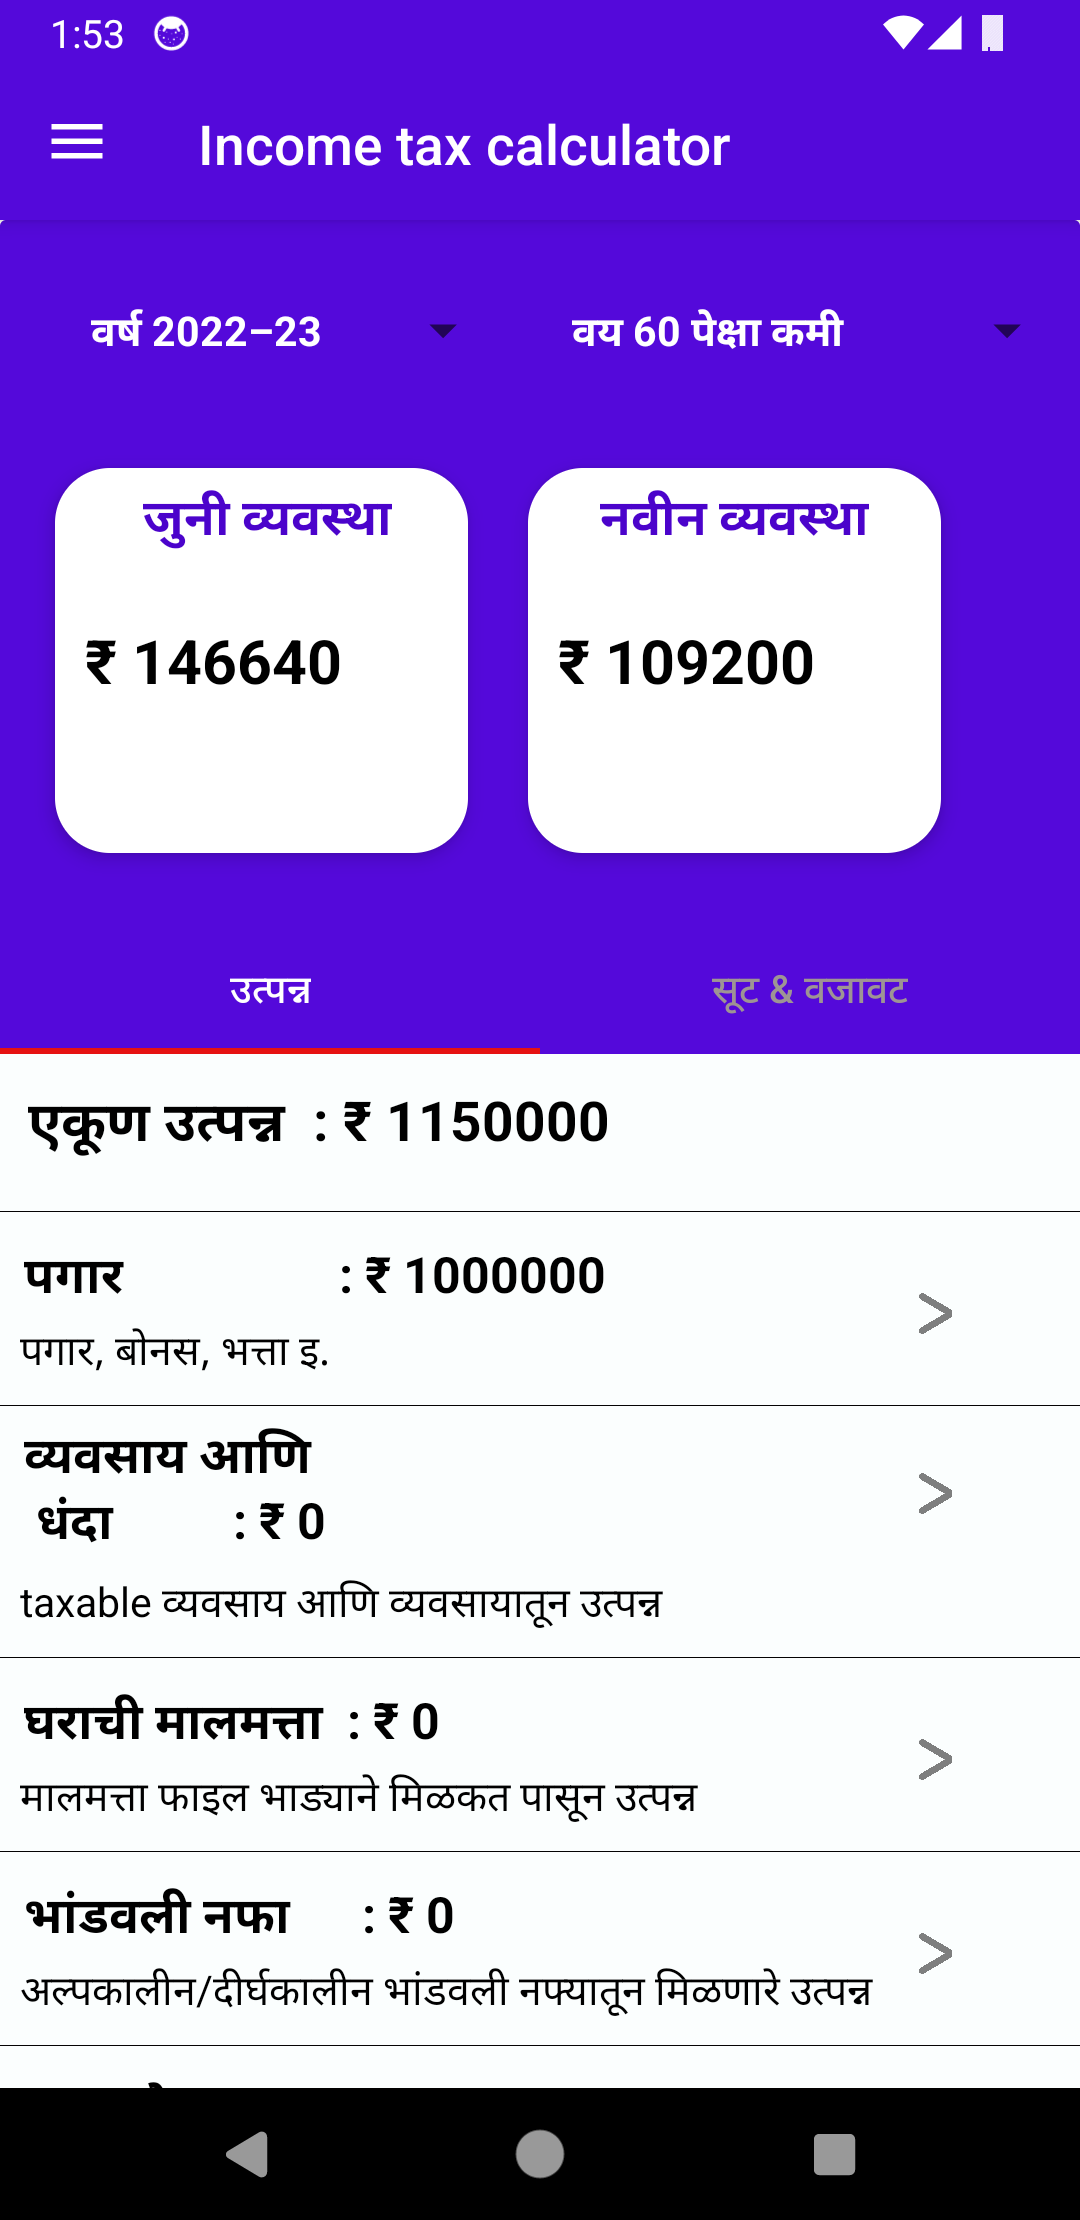 1:53
Income tax calculator
वर्ष 2022–23
वय 60 पेक्षा कमी
जुनी व्यवस्था
नवीन व्यवस्था
₹ 146640
₹ 109200
उत्पन्न
सूट & वजावट
एकूण उत्पन्न : ₹ 1150000
पगार : ₹ 1000000
पगार, बोनस, भत्ता इ.
व्यवसाय आणि
धंदा : ₹ 0
taxable व्यवसाय आणि व्यवसायातून उत्पन्न
घराची मालमत्ता : ₹ 0
मालमत्ता फाइल भाड्याने मिळकत पासून उत्पन्न
भांडवली नफा : ₹ 0
अल्पकालीन/दीर्घकालीन भांडवली नफ्यातून मिळणारे उत्पन्न